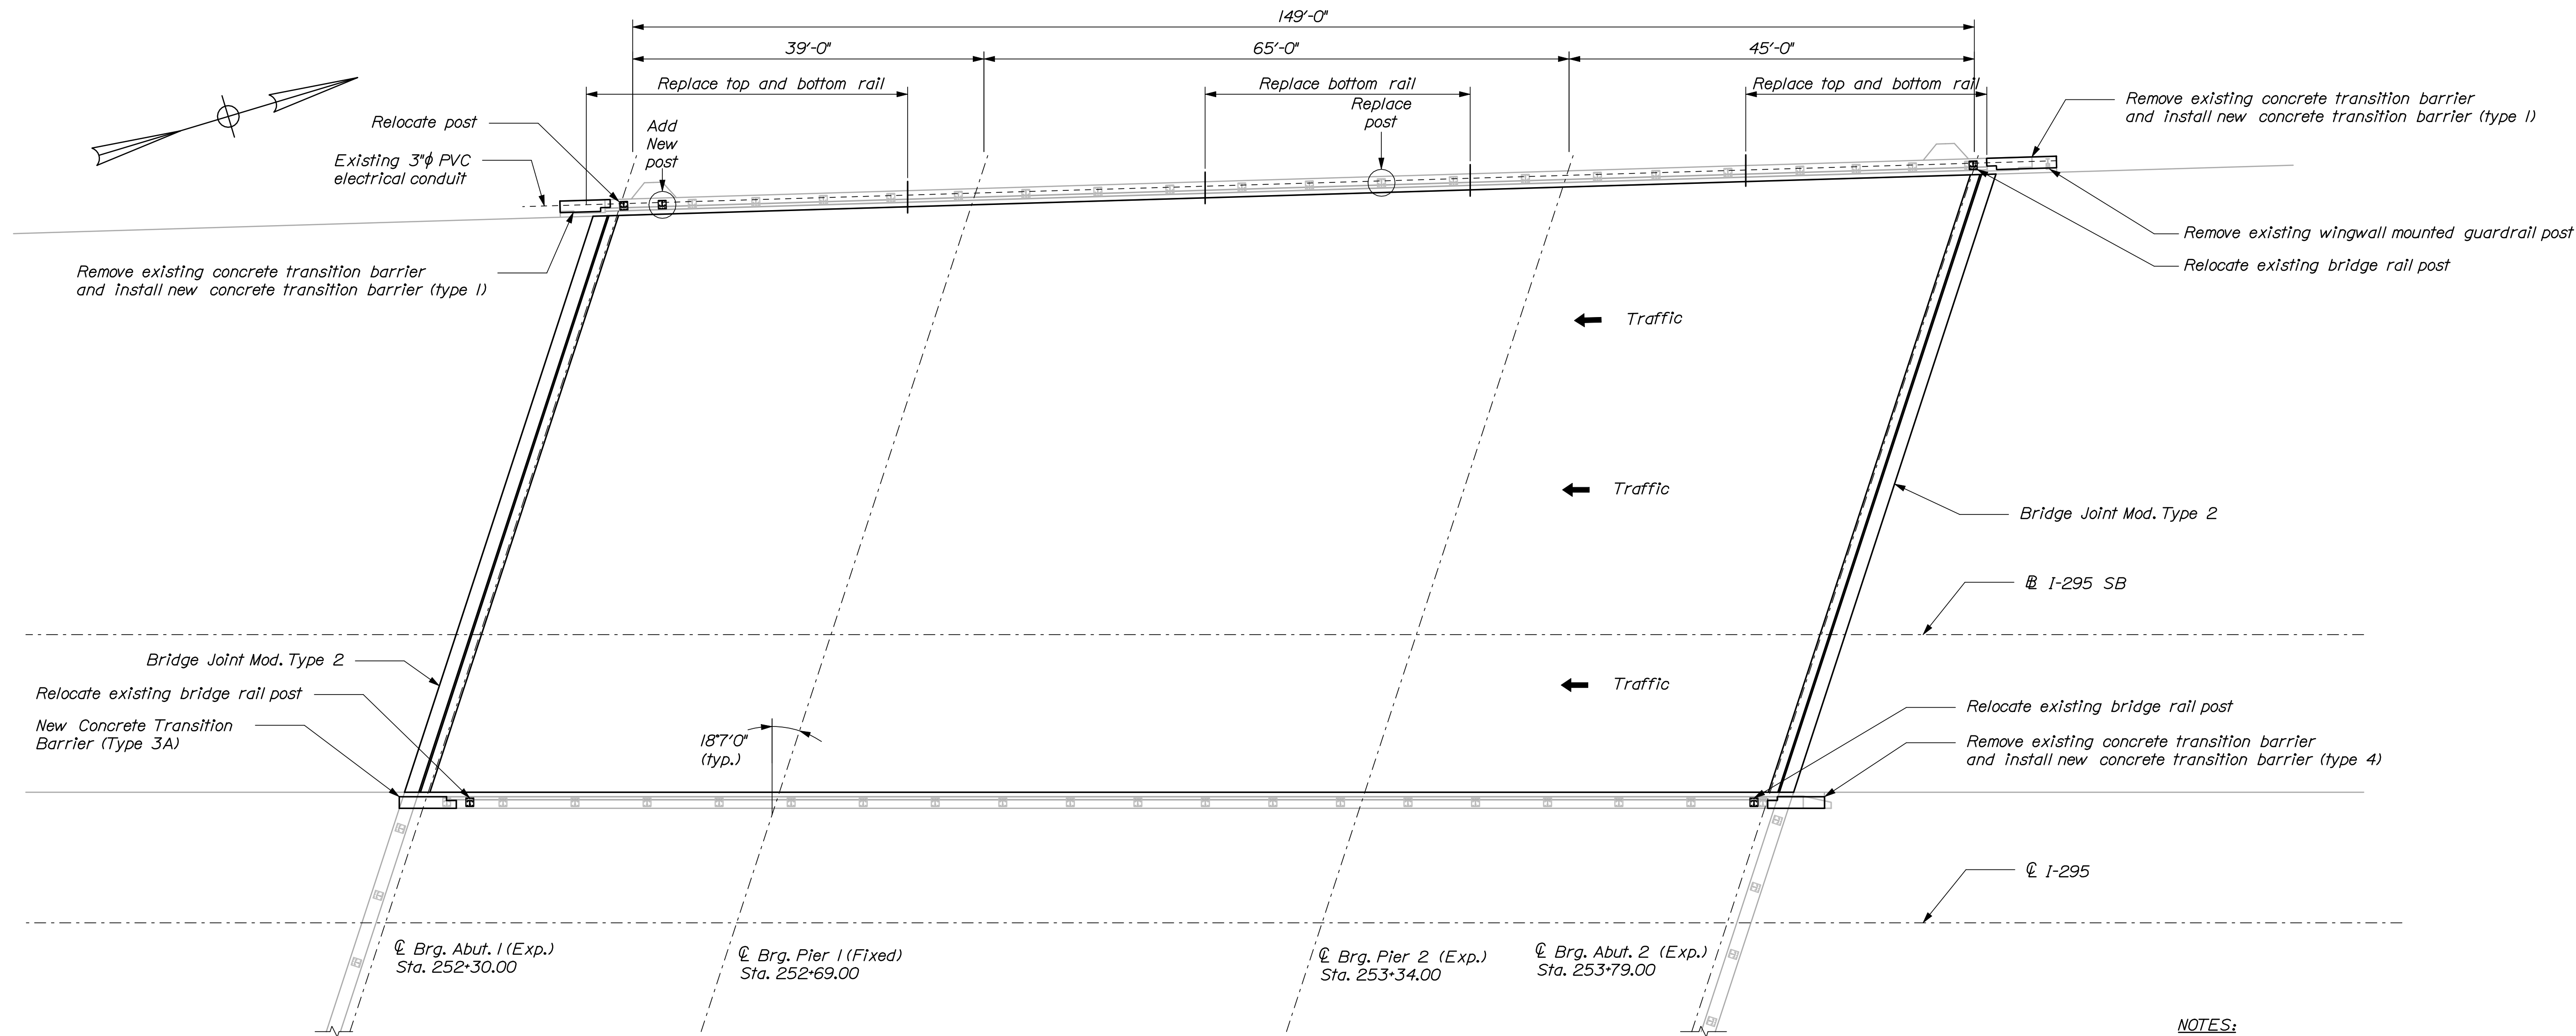 149'-0"
39'-0"
65'-0"
45'-0"
Replace top and bottom rail
Replace bottom rail
Replace top and bottom rail
Replace
post
Relocate post
Add
New
post
Existing 3"ϕ PVC
electrical conduit
Remove existing concrete transition barrier
and install new concrete transition barrier (type 1)
Remove existing concrete transition barrier
and install new concrete transition barrier (type 1)
Remove existing wingwall mounted guardrail post
Relocate existing bridge rail post
Traffic
Traffic
Bridge Joint Mod. Type 2
BL I-295 SB
Bridge Joint Mod. Type 2
Traffic
Relocate existing bridge rail post
New Concrete Transition
Barrier (Type 3A)
18°7'0"
(typ.)
Relocate existing bridge rail post
Remove existing concrete transition barrier
and install new concrete transition barrier (type 4)
℄ I-295
℄ Brg. Abut. 1 (Exp.)
Sta. 252+30.00
℄ Brg. Pier 1 (Fixed)
Sta. 252+69.00
℄ Brg. Pier 2 (Exp.)
Sta. 253+34.00
℄ Brg. Abut. 2 (Exp.)
Sta. 253+79.00
NOTES: